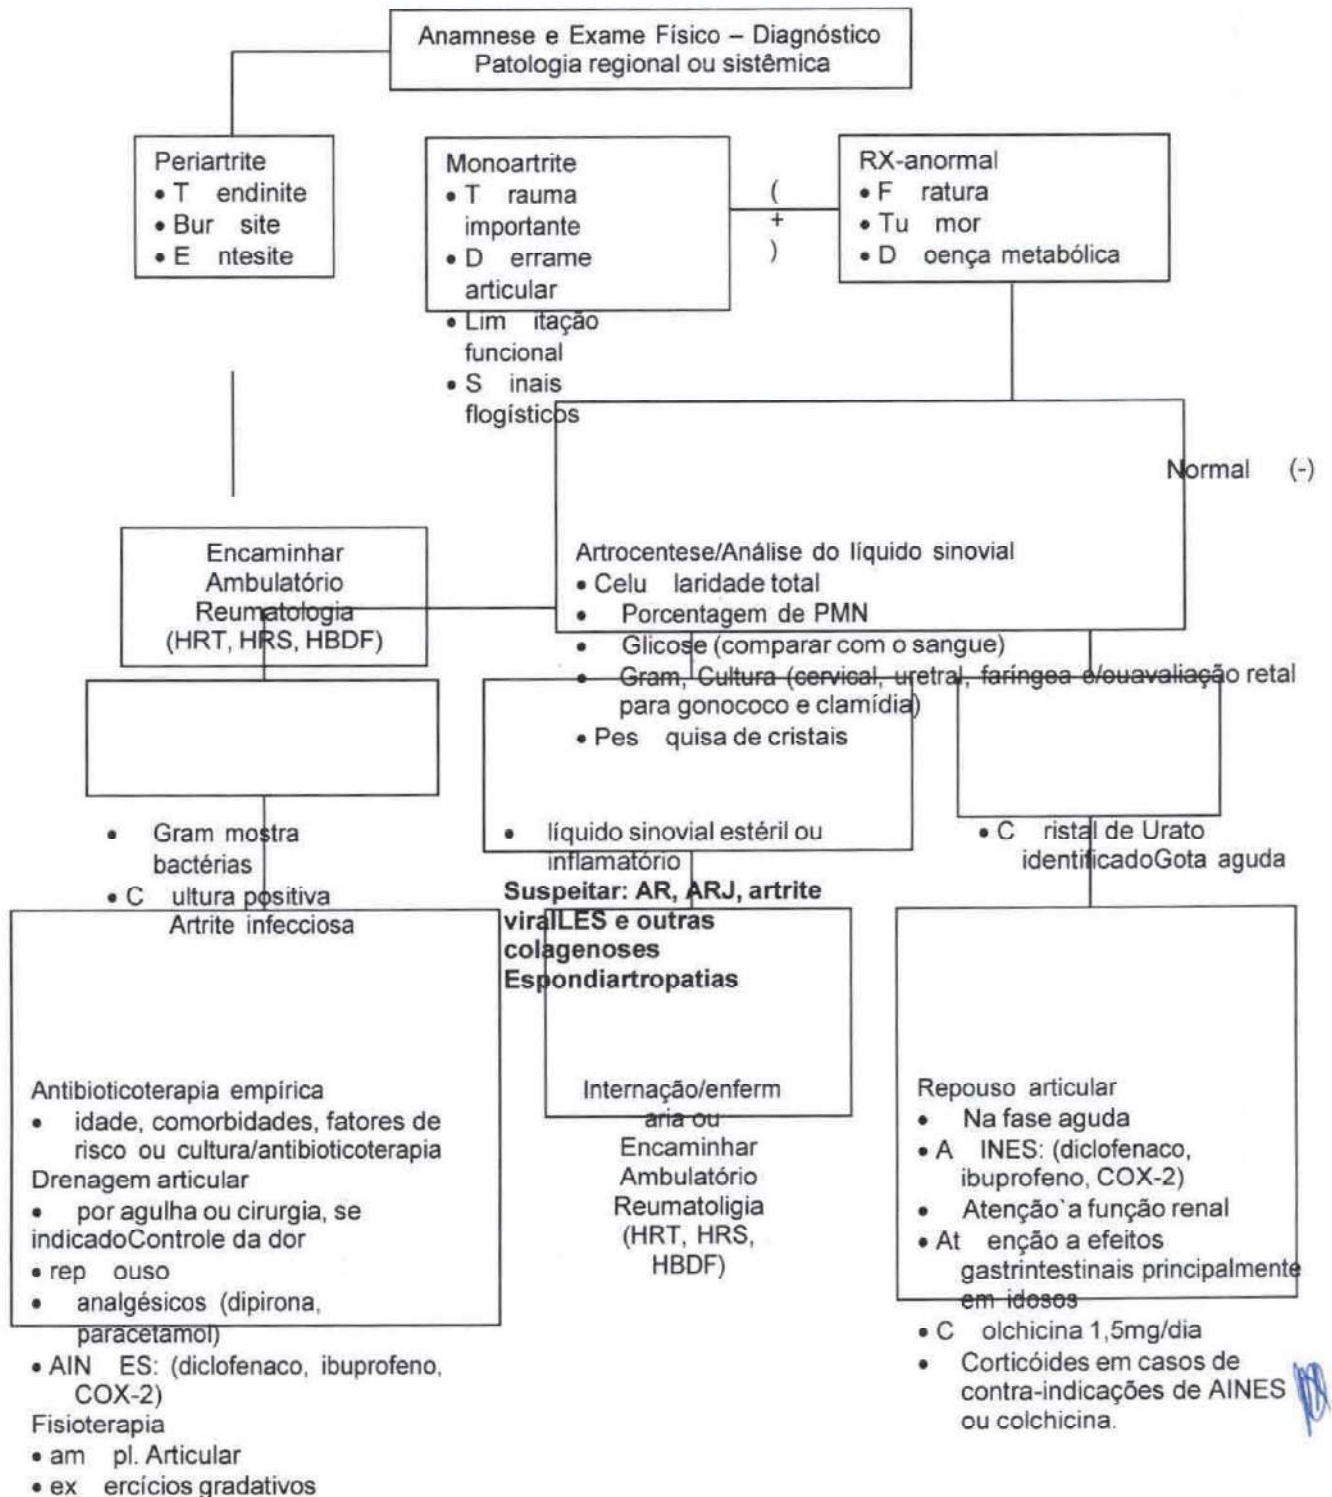 Anamnese e Exame Físico – Diagnóstico
Patologia regional ou sistêmica
Periartrite
• T endinite
• Bur site
• E ntesite
Monoartrite
• T rauma
importante
• D errame
articular
• Lim itação
funcional
• S inais
flogísticos
(
+
)
RX-anormal
• F ratura
• Tu mor
• D oença metabólica
Normal (-)
Encaminhar
Ambulatório
Reumatologia
(HRT, HRS, HBDF)
Artrocentese/Análise do líquido sinovial
• Celu laridade total
• Porcentagem de PMN
• Glicose (comparar com o sangue)
• Gram, Cultura (cervical, uretral, faríngea e/ouavaliação retal
para gonococo e clamídia)
• Pes quisa de cristais
• Gram mostra
bactérias
• C ultura positiva
Artrite infecciosa
• líquido sinovial estéril ou
inflamatório
Suspeitar: AR, ARJ, artrite
viralLES e outras
colagenoses
Espondiartropatias
• C ristal de Urato
identificadoGota aguda
Antibioticoterapia empírica
• idade, comorbidades, fatores de
risco ou cultura/antibioticoterapia
Drenagem articular
• por agulha ou cirurgia, se
indicadoControle da dor
• rep ouso
• analgésicos (dipirona,
paracetamol)
• AIN ES: (diclofenaco, ibuprofeno,
COX-2)
Fisioterapia
• am pl. Articular
• ex ercícios gradativos
Internação/enferm
aria ou
Encaminhar
Ambulatório
Reumatoligia
(HRT, HRS,
HBDF)
Repouso articular
• Na fase aguda
• A INES: (diclofenaco,
ibuprofeno, COX-2)
• Atenção`a função renal
• At enção a efeitos
gastrintestinais principalmente
em idosos
• C olchicina 1,5mg/dia
• Corticóides em casos de
contra-indicações de AINES
ou colchicina.